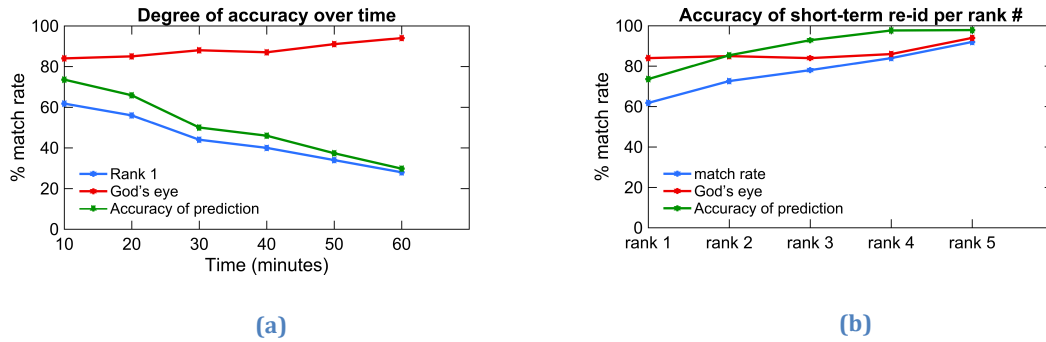 Degree of accuracy over time
% match rate
100
80
60
40
20
0
Rank 1
God's eye
Accuracy of prediction
10 20 30 40 50 60
Time (minutes)
(a)
Accuracy of short-term re-id per rank #
% match rate
100
80
60
40
20
0
match rate
God's eye
Accuracy of prediction
rank 1 rank 2 rank 3 rank 4 rank 5
(b)